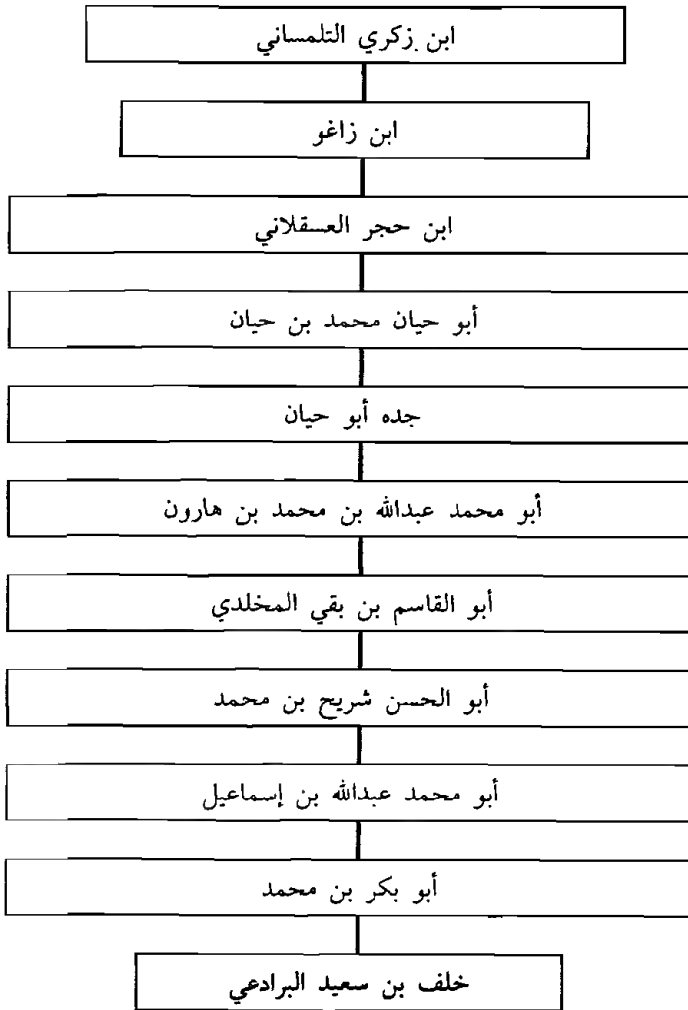 ابن زكري التلمساني
ابن زاغو
ابن حجر العسقلاني
أبو حيان محمد بن حيان
جده أبو حيان
أبو محمد عبدالله بن محمد بن هارون
أبو القاسم بن بقي المخلدي
أبو الحسن شريح بن محمد
أبو محمد عبدالله بن إسماعيل
أبو بكر بن محمد
خلف بن سعيد البرادعي